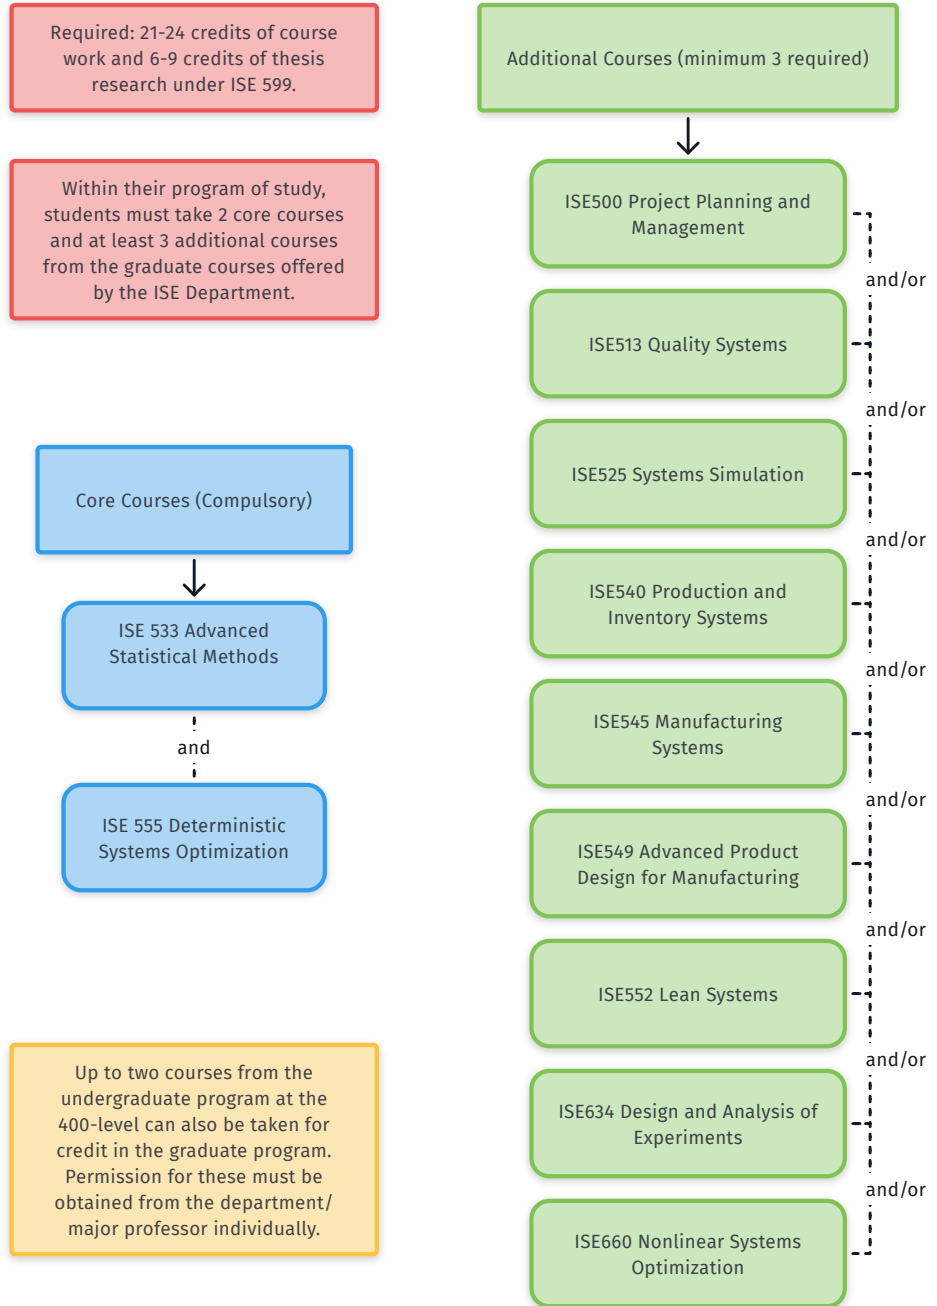 Required: 21-24 credits of course
work and 6-9 credits of thesis
research under ISE 599.
Within their program of study,
students must take 2 core courses
and at least 3 additional courses
from the graduate courses offered
by the ISE Department.
Core Courses (Compulsory)
ISE 533 Advanced
Statistical Methods
and
ISE 555 Deterministic
Systems Optimization
Up to two courses from the
undergraduate program at the
400-level can also be taken for
credit in the graduate program.
Permission for these must be
obtained from the department/
major professor individually.
Additional Courses (minimum 3 required)
ISE500 Project Planning and
Management
and/or
ISE513 Quality Systems
and/or
ISE525 Systems Simulation
and/or
ISE540 Production and
Inventory Systems
and/or
ISE545 Manufacturing
Systems
and/or
ISE549 Advanced Product
Design for Manufacturing
and/or
ISE552 Lean Systems
and/or
ISE634 Design and Analysis of
Experiments
and/or
ISE660 Nonlinear Systems
Optimization